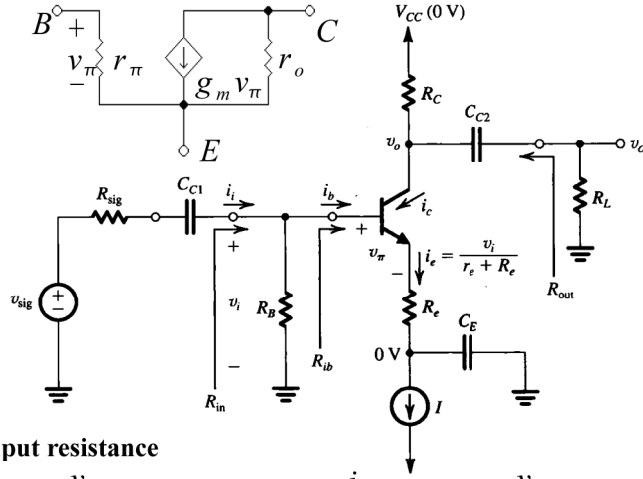 V_CC (0 V)
B
+
v_π
−
r_π
g_m v_π
r_o
C
E
R_C
C_C2
v_o
v_o
R_L
R_out
i_c
R_sig
C_C1
i_i
i_b
+
v_π
−
i_e = v_i / (r_e + R_e)
v_sig
+
−
+
v_i
−
R_B
R_ib
R_in
R_e
C_E
0 V
I
put resistance